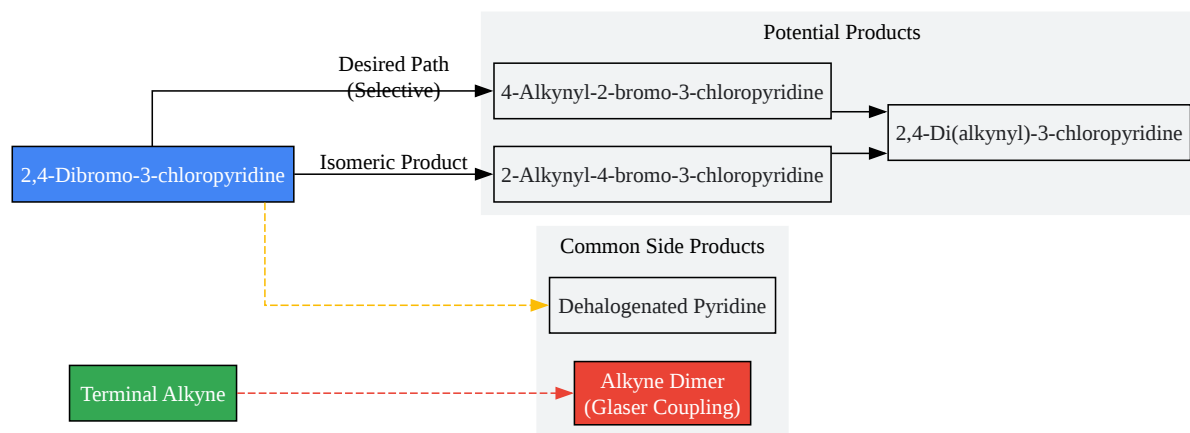 Potential Products
Desired Path
(Selective)
4-Alkynyl-2-bromo-3-chloropyridine
2,4-Di(alkynyl)-3-chloropyridine
2,4-Dibromo-3-chloropyridine
Isomeric Product
2-Alkynyl-4-bromo-3-chloropyridine
Common Side Products
Dehalogenated Pyridine
Terminal Alkyne
Alkyne Dimer
(Glaser Coupling)